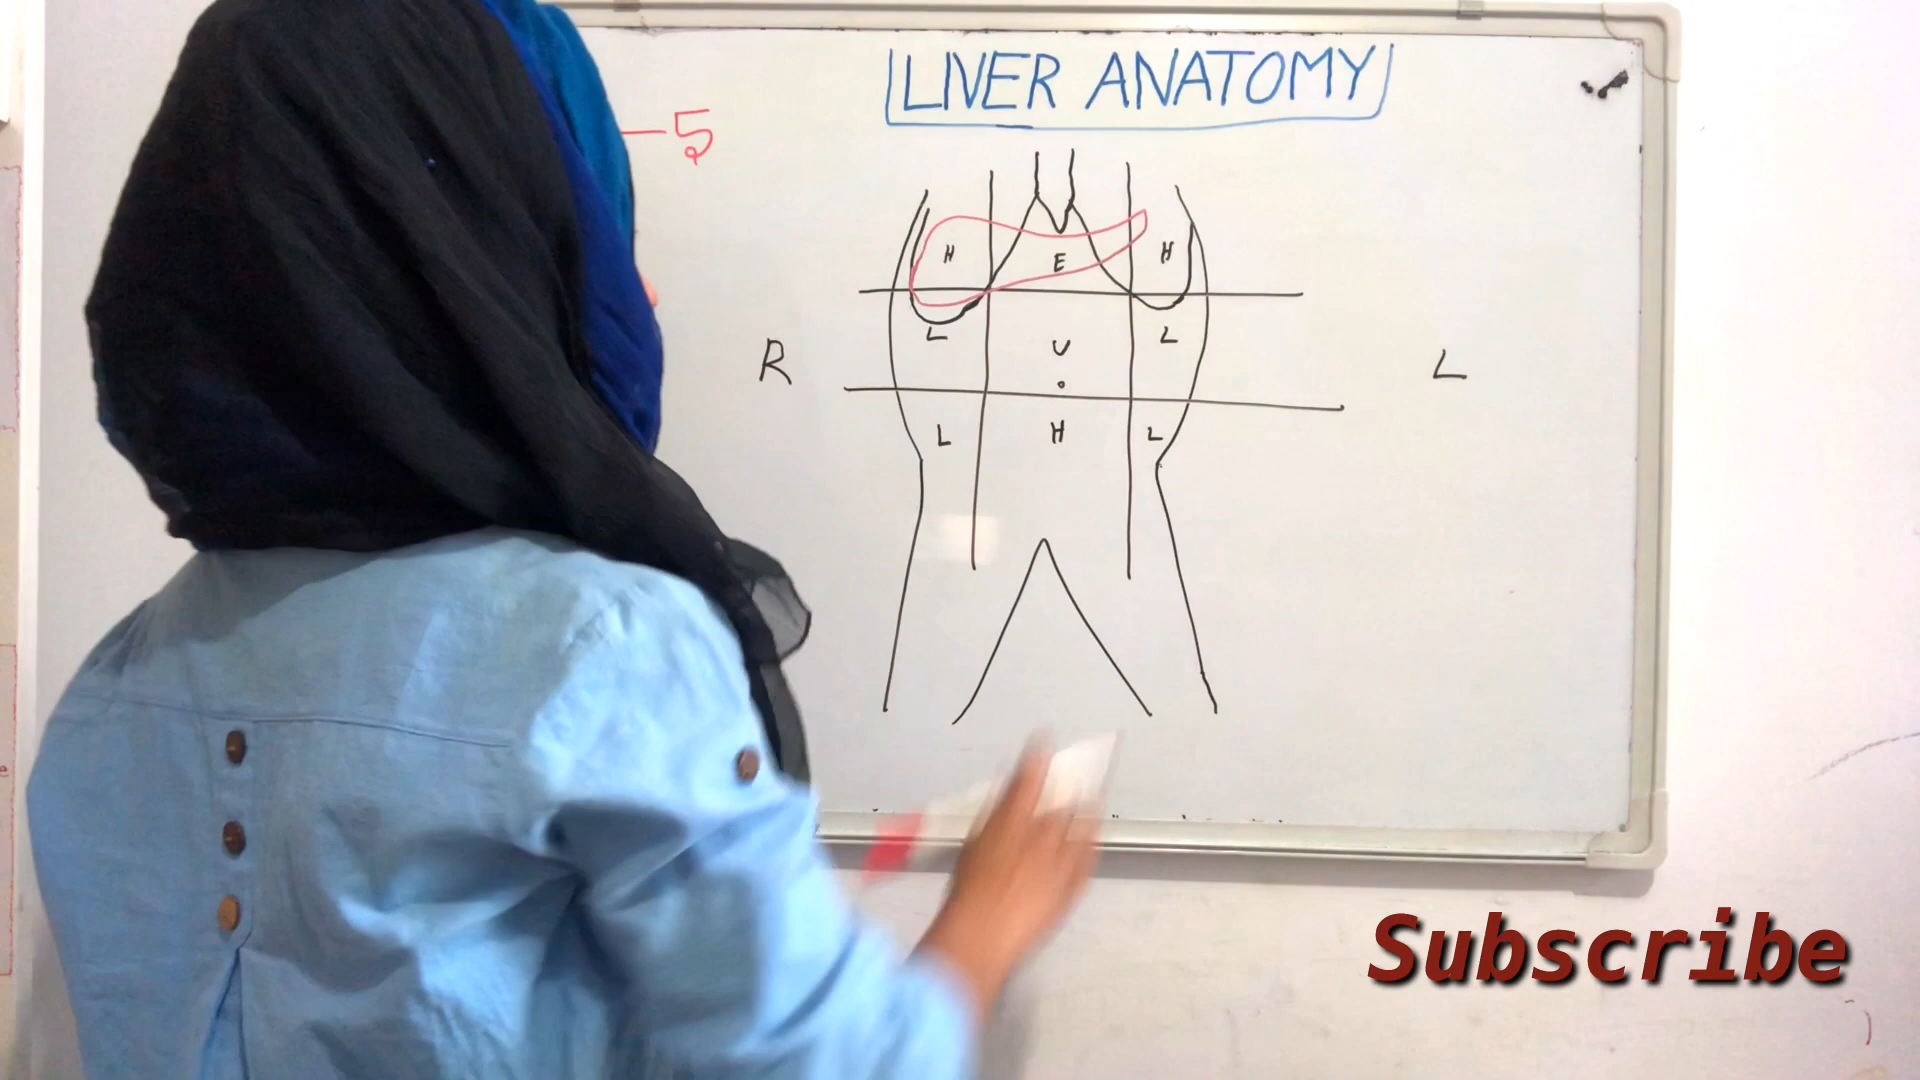 LIVER ANATOMY
–5
H E H
L U L
R L
L H L
Subscribe